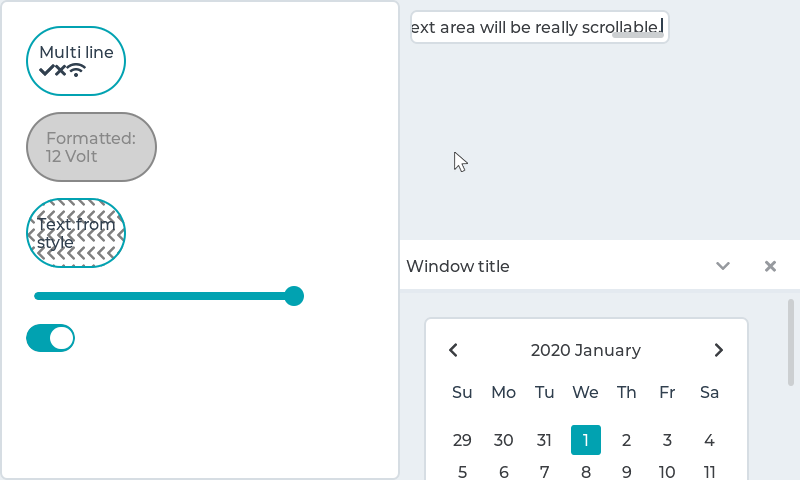 Multi line
Formatted:
12 Volt
Text from
style
ext area will be really scrollable.
Window title
2020 January
Su Mo Tu We Th Fr Sa
29 30 31 1 2 3 4
5 6 7 8 9 10 11